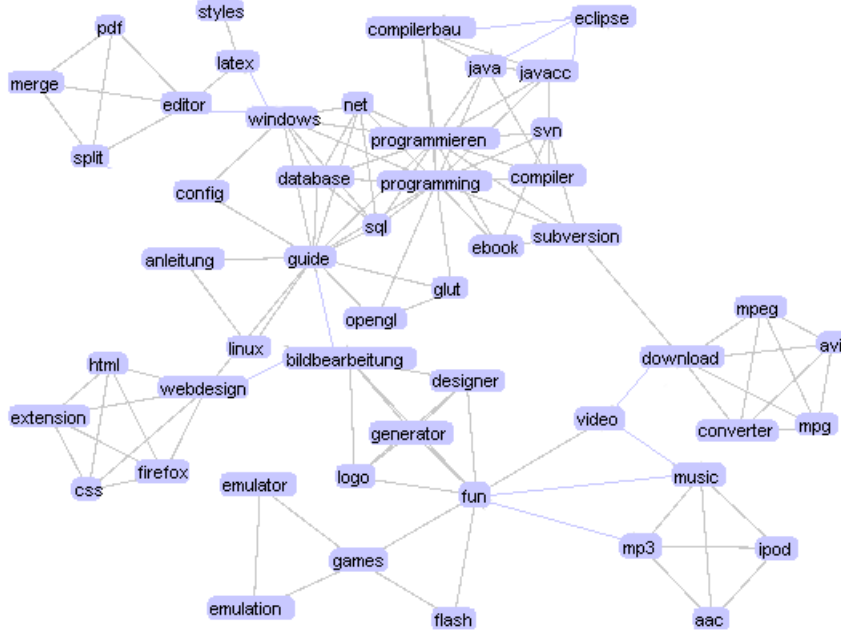 styles
eclipse
pdf
compilerbau
latex
java
javacc
merge
editor
net
windows
svn
programmieren
split
database
programming
compiler
config
sql
subversion
ebook
anleitung
guide
glut
mpeg
opengl
linux
avi
html
bildbearbeitung
download
webdesign
designer
extension
video
generator
converter
mpg
firefox
logo
music
css
emulator
fun
mp3
ipod
games
emulation
flash
aac